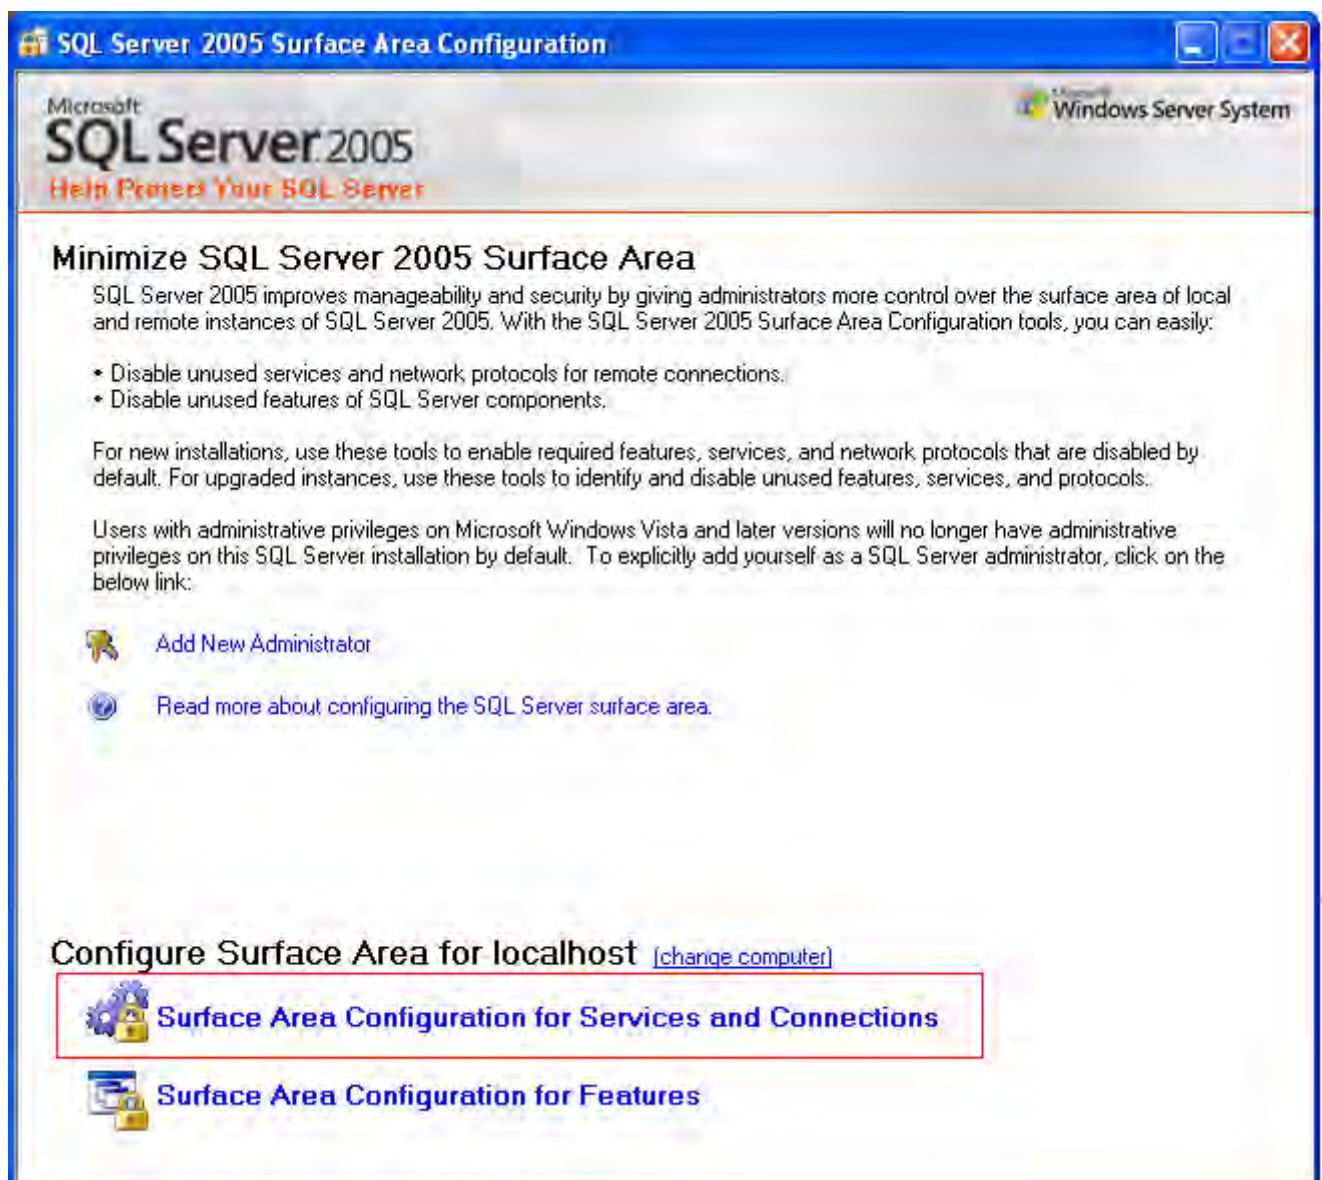 SQL Server 2005 Surface Area Configuration
Microsoft
SQL Server 2005
Help Protect Your SQL Server
Microsoft
Windows Server System
Minimize SQL Server 2005 Surface Area
SQL Server 2005 improves manageability and security by giving administrators more control over the surface area of local
and remote instances of SQL Server 2005. With the SQL Server 2005 Surface Area Configuration tools, you can easily:
• Disable unused services and network protocols for remote connections.
• Disable unused features of SQL Server components.
For new installations, use these tools to enable required features, services, and network protocols that are disabled by
default. For upgraded instances, use these tools to identify and disable unused features, services, and protocols.
Users with administrative privileges on Microsoft Windows Vista and later versions will no longer have administrative
privileges on this SQL Server installation by default. To explicitly add yourself as a SQL Server administrator, click on the
below link:
Add New Administrator
Read more about configuring the SQL Server surface area.
Configure Surface Area for localhost (change computer)
Surface Area Configuration for Services and Connections
Surface Area Configuration for Features